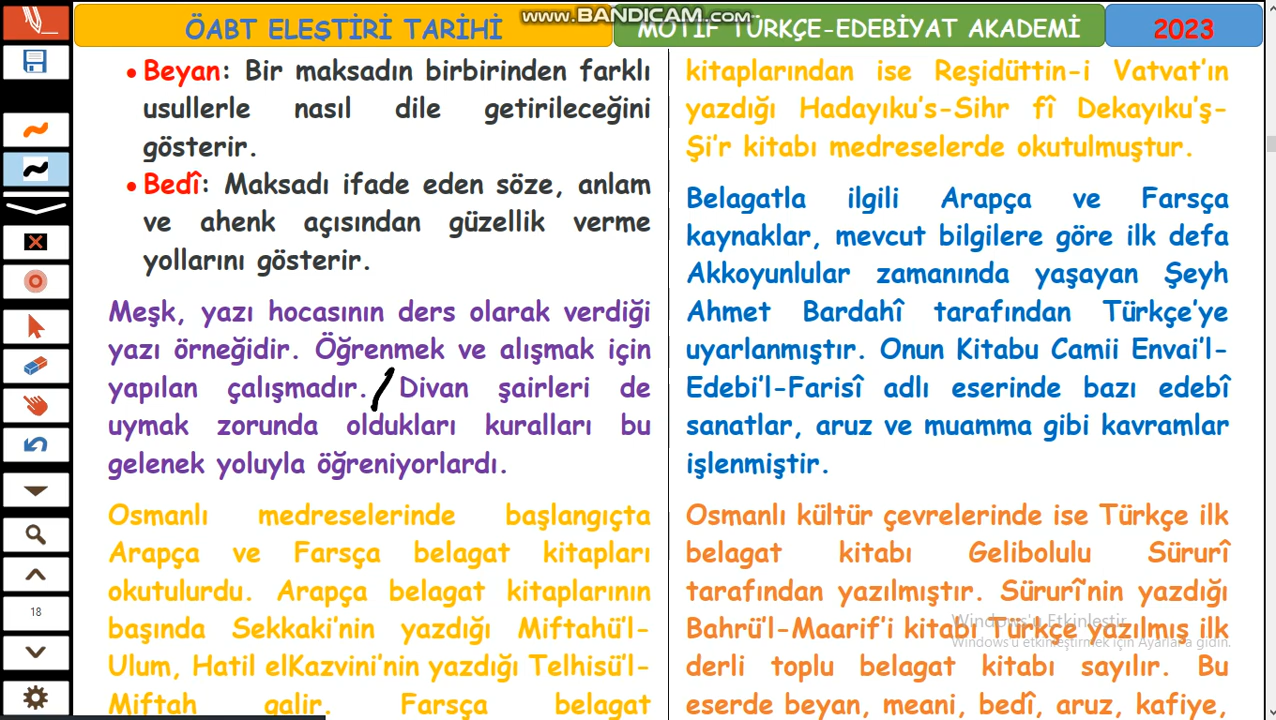 www.BANDICAM.com
ÖABT ELEŞTİRİ TARİHİ
MOTİF TÜRKÇE-EDEBİYAT AKADEMİ
2023
• Beyan: Bir maksadın birbirinden farklı
usullerle nasıl dile getirileceğini
gösterir.
• Bedî: Maksadı ifade eden söze, anlam
ve ahenk açısından güzellik verme
yollarını gösterir.
Meşk, yazı hocasının ders olarak verdiği
yazı örneğidir. Öğrenmek ve alışmak için
yapılan çalışmadır. Divan şairleri de
uymak zorunda oldukları kuralları bu
gelenek yoluyla öğreniyorlardı.
Osmanlı medreselerinde başlangıçta
Arapça ve Farsça belagat kitapları
okutulurdu. Arapça belagat kitaplarının
başında Sekkaki'nin yazdığı Miftahü'l-
Ulum, Hatil elKazvini'nin yazdığı Telhisü'l-
Miftah galir. Farsça belagat
kitaplarından ise Reşidüttin-i Vatvat'ın
yazdığı Hadayıku's-Sihr fî Dekayıku'ş-
Şi'r kitabı medreselerde okutulmuştur.
Belagatla ilgili Arapça ve Farsça
kaynaklar, mevcut bilgilere göre ilk defa
Akkoyunlular zamanında yaşayan Şeyh
Ahmet Bardahî tarafından Türkçe'ye
uyarlanmıştır. Onun Kitabu Camii Envai'l-
Edebi'l-Farisî adlı eserinde bazı edebî
sanatlar, aruz ve muamma gibi kavramlar
işlenmiştir.
Osmanlı kültür çevrelerinde ise Türkçe ilk
belagat kitabı Gelibolulu Sürurî
tarafından yazılmıştır. Sürurî'nin yazdığı
Bahrü'l-Maarif'i kitabı Türkçe yazılmış ilk
derli toplu belagat kitabı sayılır. Bu
eserde beyan, meani, bedî, aruz, kafiye,
Windows'u Etkinleştir
Windows'u etkinleştirmek için Ayarlar'a gidin.
18